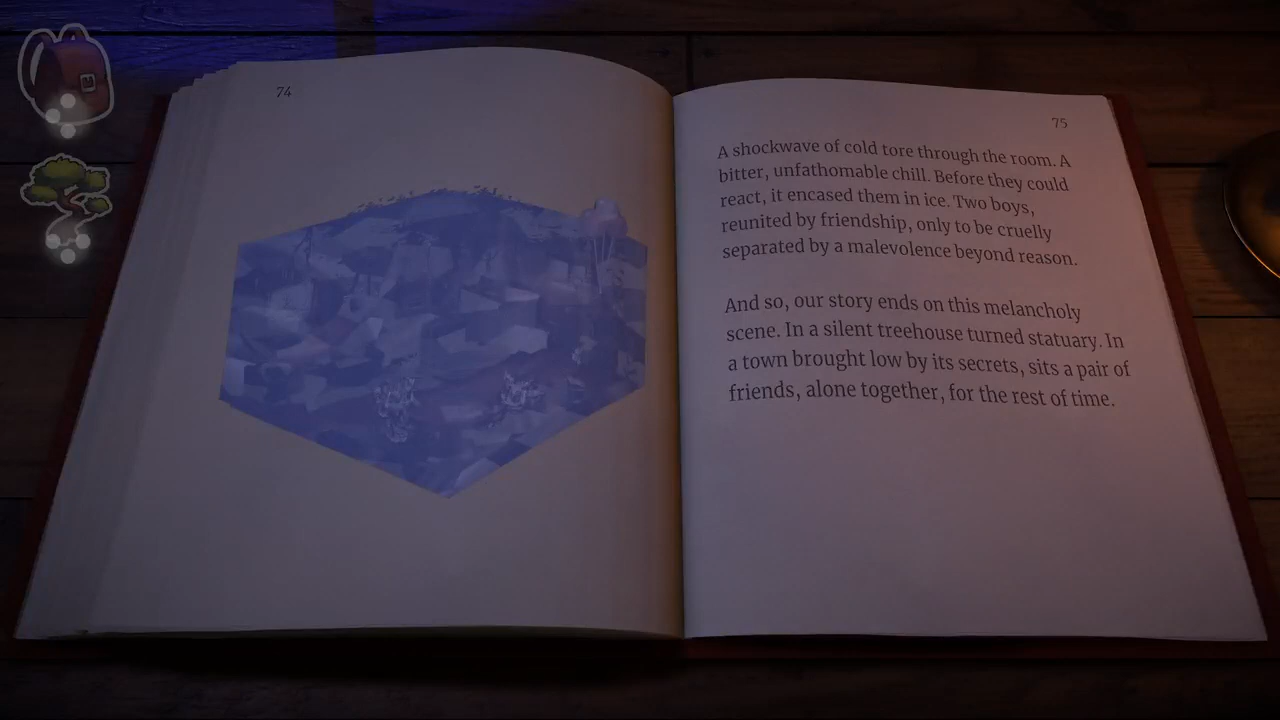 74
75
A shockwave of cold tore through the room. A
bitter, unfathomable chill. Before they could
react, it encased them in ice. Two boys,
reunited by friendship, only to be cruelly
separated by a malevolence beyond reason.
And so, our story ends on this melancholy
scene. In a silent treehouse turned statuary. In
a town brought low by its secrets, sits a pair of
friends, alone together, for the rest of time.